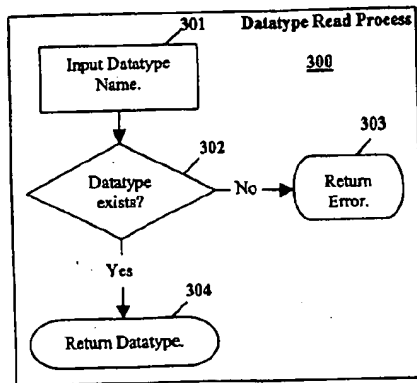 301
Datatype Read Process
Input Datatype
Name.
300
303
302
Datatype
exists?
No
Return
Error.
Yes
304
Return Datatype.